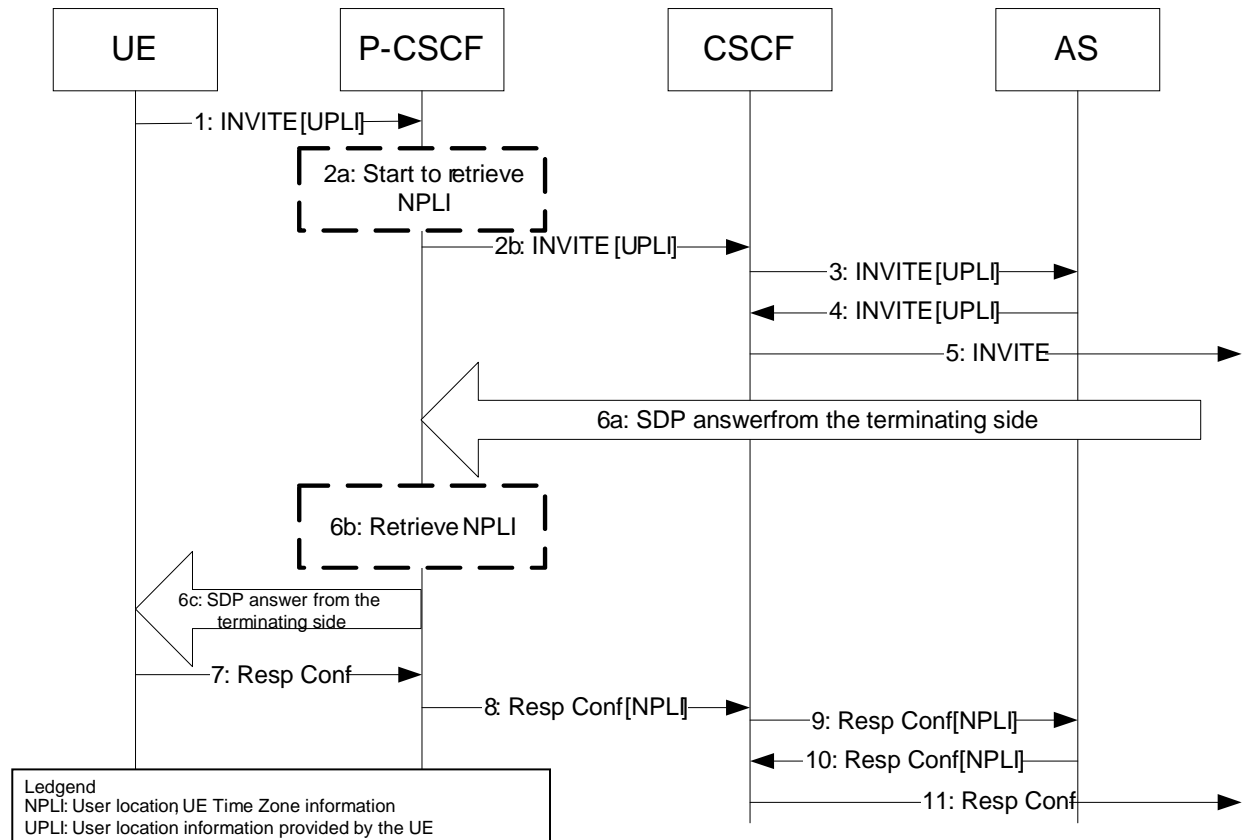 UE
P-CSCF
CSCF
AS
1: INVITE[UPLI]
2a: Start to retrieve
NPLI
2b: INVITE [UPLI]
3: INVITE[UPLI]
4: INVITE[UPLI]
5: INVITE
6a: SDP answerfrom the terminating side
6b: Retrieve NPLI
6c: SDP answer from the
terminating side
7: Resp Conf
8: Resp Conf[NPLI]
9: Resp Conf[NPLI]
10: Resp Conf[NPLI]
11: Resp Conf
Ledgend
NPLI: User location, UE Time Zone information
UPLI: User location information provided by the UE